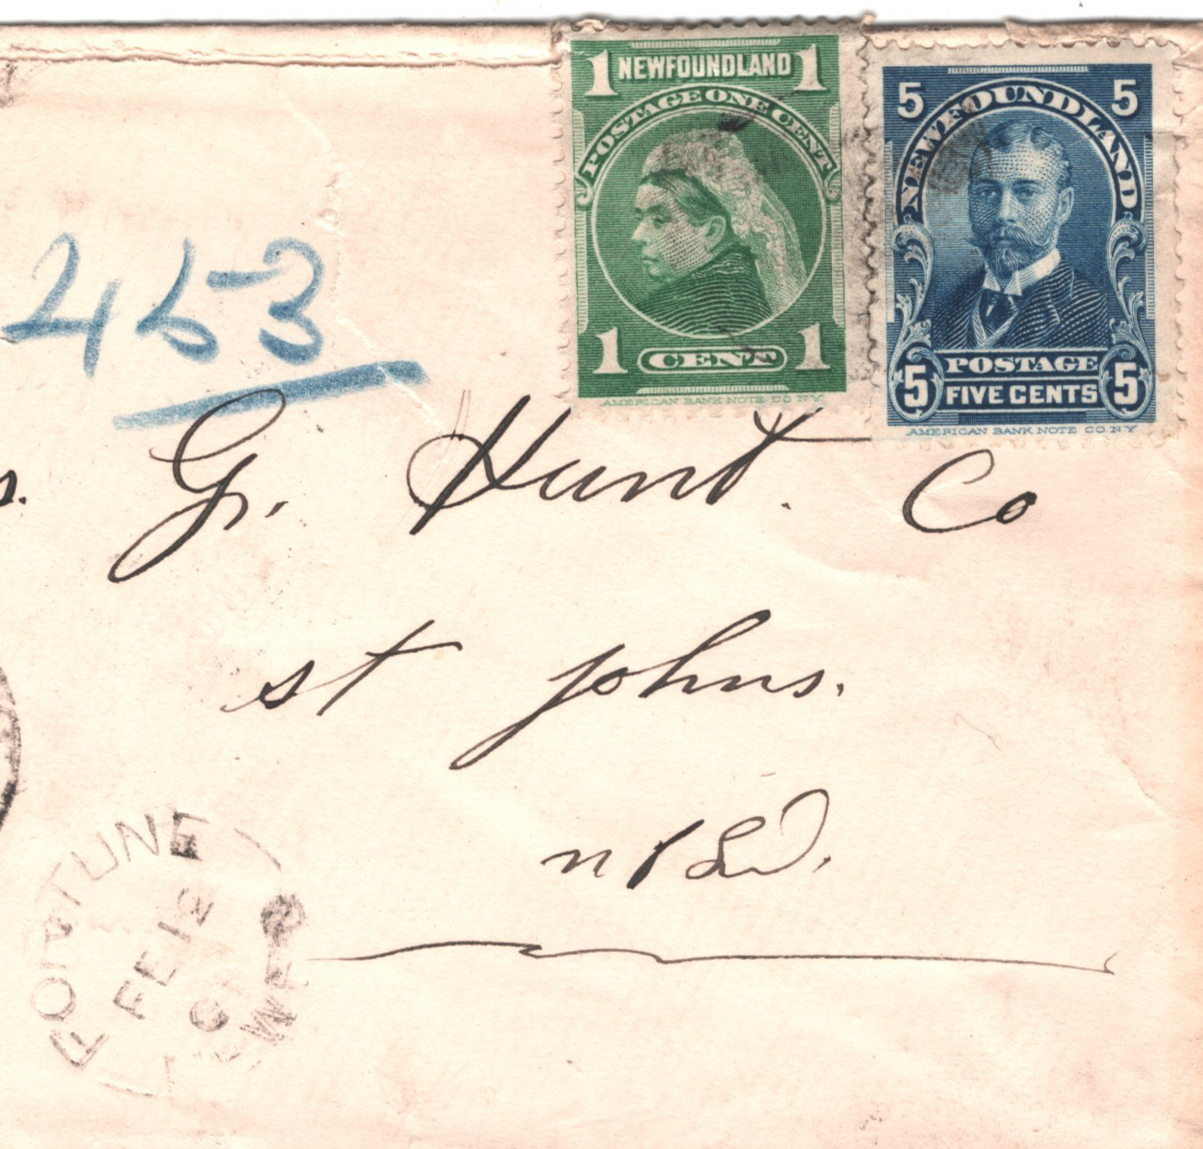 1 NEWFOUNDLAND 1
POSTAGE ONE CENT
1 CENT 1
AMERICAN BANK NOTE CO. N.Y.
5 5
NEWFOUNDLAND
POSTAGE
5 FIVE CENTS 5
AMERICAN BANK NOTE CO. N.Y.
453
s. G. Hunt. Co
st johns.
FORTUNE
FE 12